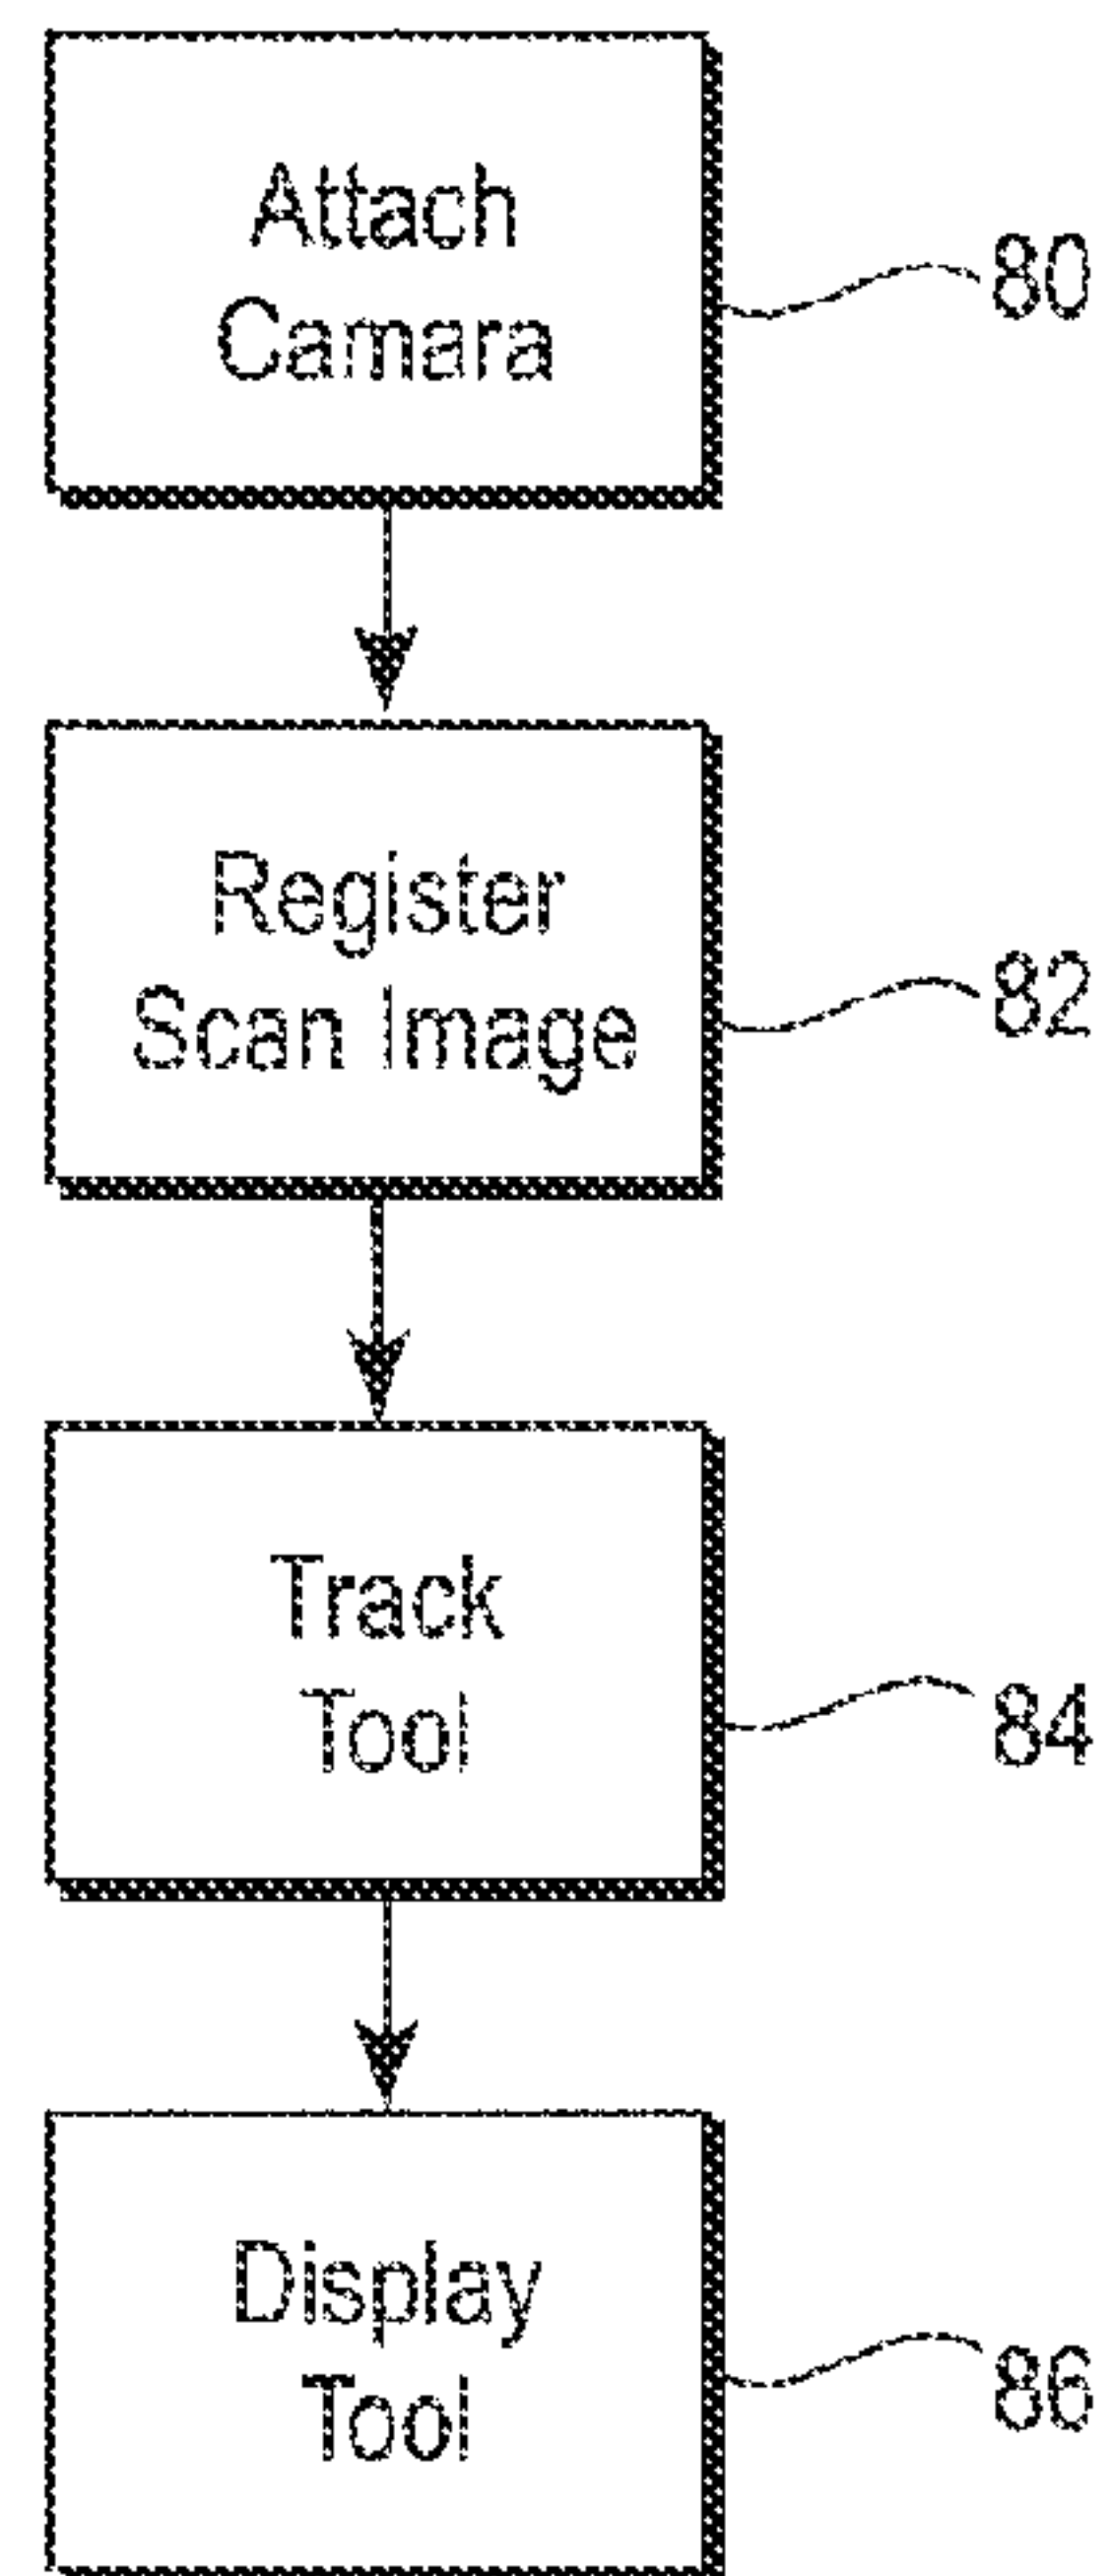 Attach
Camara
80
Register
Scan Image
82
Track
Tool
84
Display
Tool
86